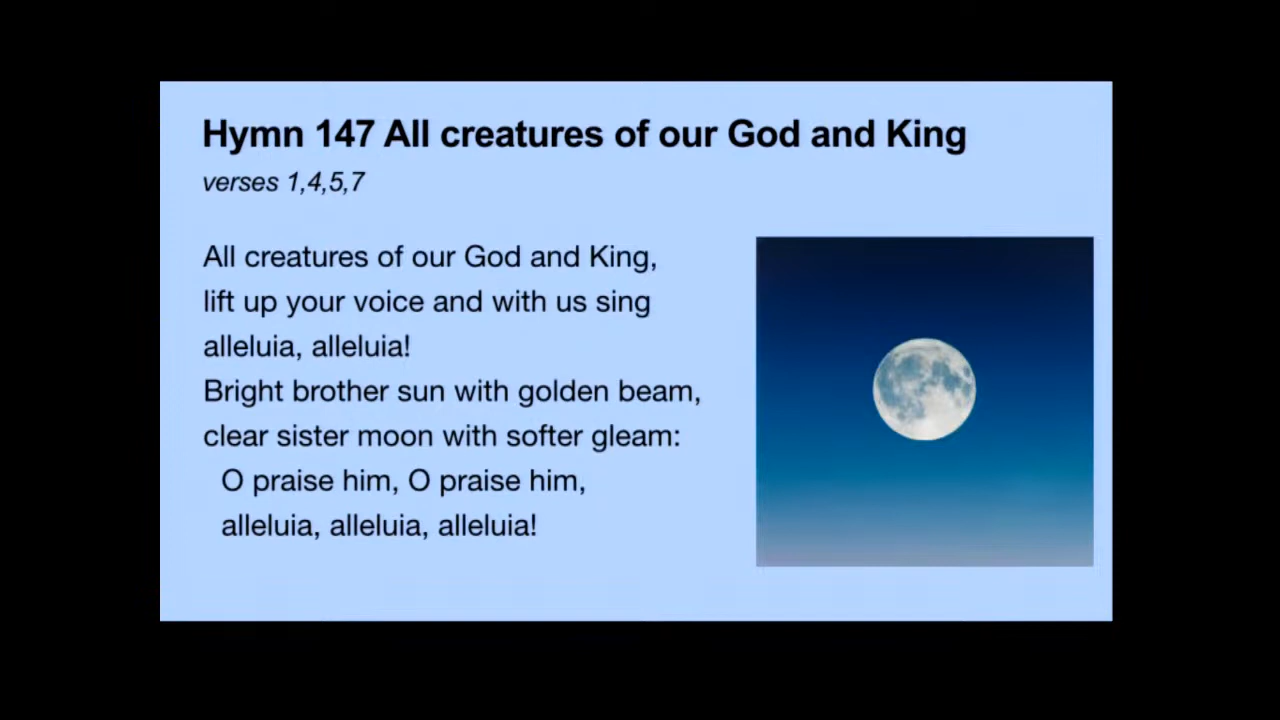 Hymn 147 All creatures of our God and King
verses 1,4,5,7
All creatures of our God and King,
lift up your voice and with us sing
alleluia, alleluia!
Bright brother sun with golden beam,
clear sister moon with softer gleam:
O praise him, O praise him,
alleluia, alleluia, alleluia!